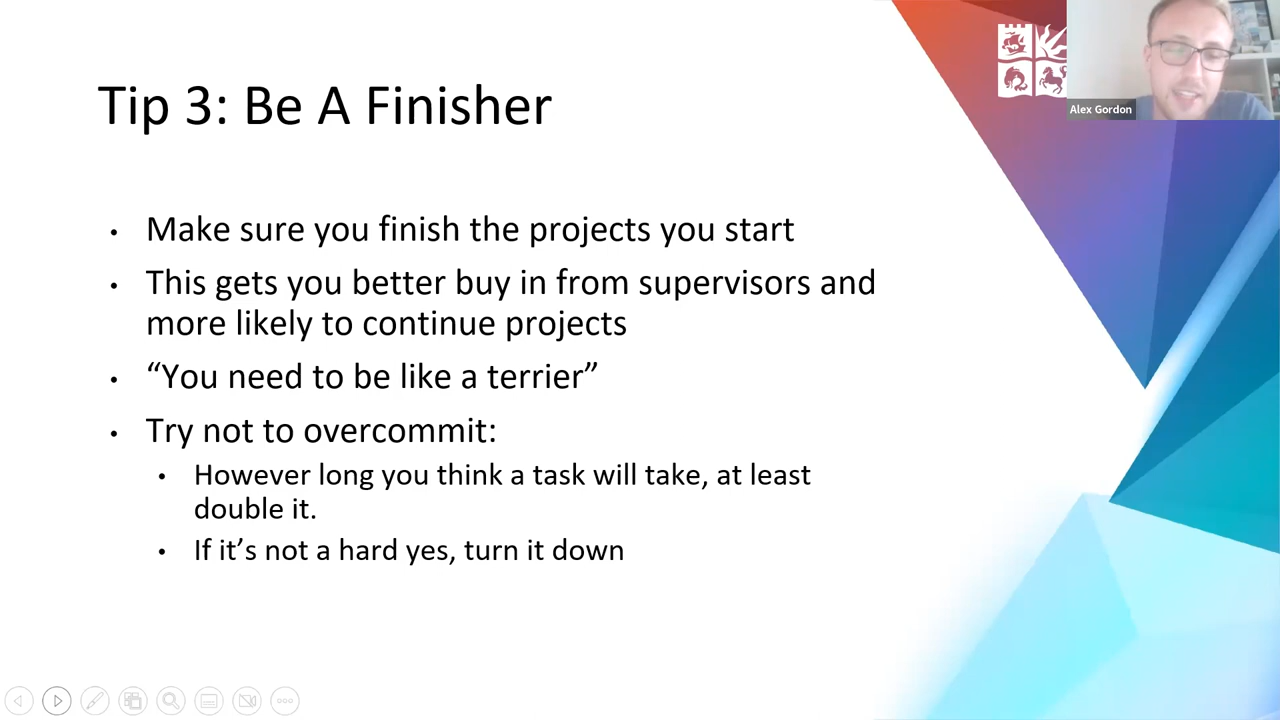 Tip 3: Be A Finisher
Alex Gordon
• Make sure you finish the projects you start
• This gets you better buy in from supervisors and
more likely to continue projects
• “You need to be like a terrier”
• Try not to overcommit:
• However long you think a task will take, at least
double it.
• If it’s not a hard yes, turn it down